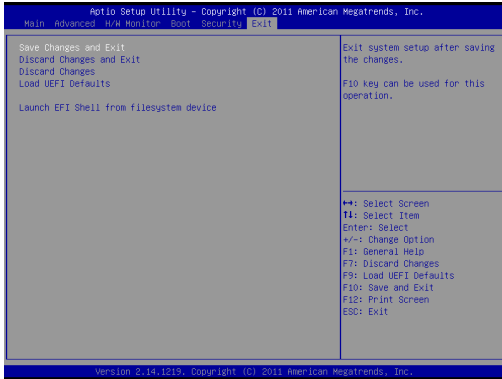 Aptio Setup Utility – Copyright (C) 2011 American Megatrends, Inc.
Main Advanced H/W Monitor Boot Security Exit
Save Changes and Exit
Discard Changes and Exit
Discard Changes
Load UEFI Defaults
Launch EFI Shell from filesystem device
Exit system setup after saving
the changes.
F10 key can be used for this
operation.
↔: Select Screen
↑↓: Select Item
Enter: Select
+/-: Change Option
F1: General Help
F7: Discard Changes
F9: Load UEFI Defaults
F10: Save and Exit
F12: Print Screen
ESC: Exit
Version 2.14.1219. Copyright (C) 2011 American Megatrends, Inc.